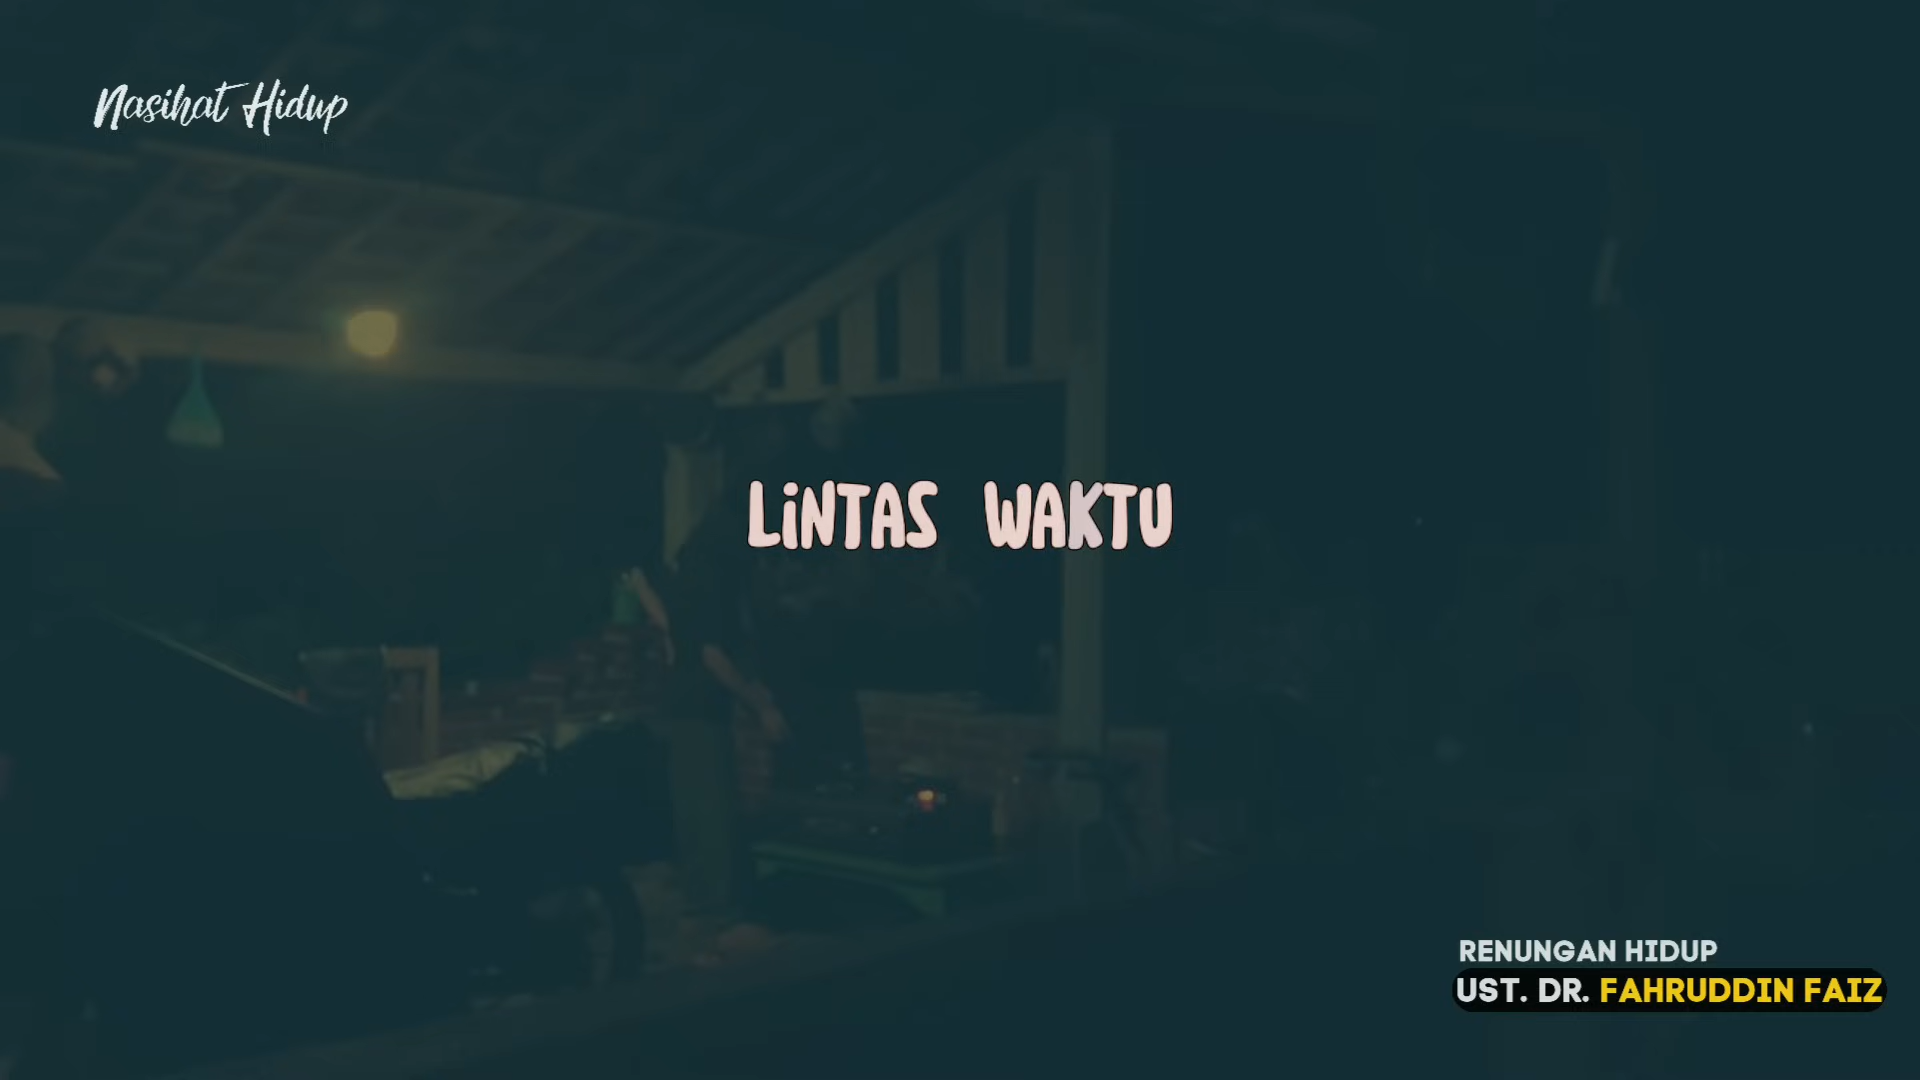 Nasihat Hidup
LiNTAS WAKTU
RENUNGAN HIDUP
UST. DR. FAHRUDDIN FAIZ